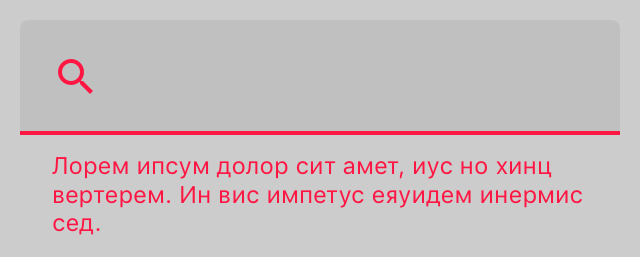 Лорем ипсум долор сит амет, иус но хинц
вертерем. Ин вис импетус еяуидем инермис
сед.